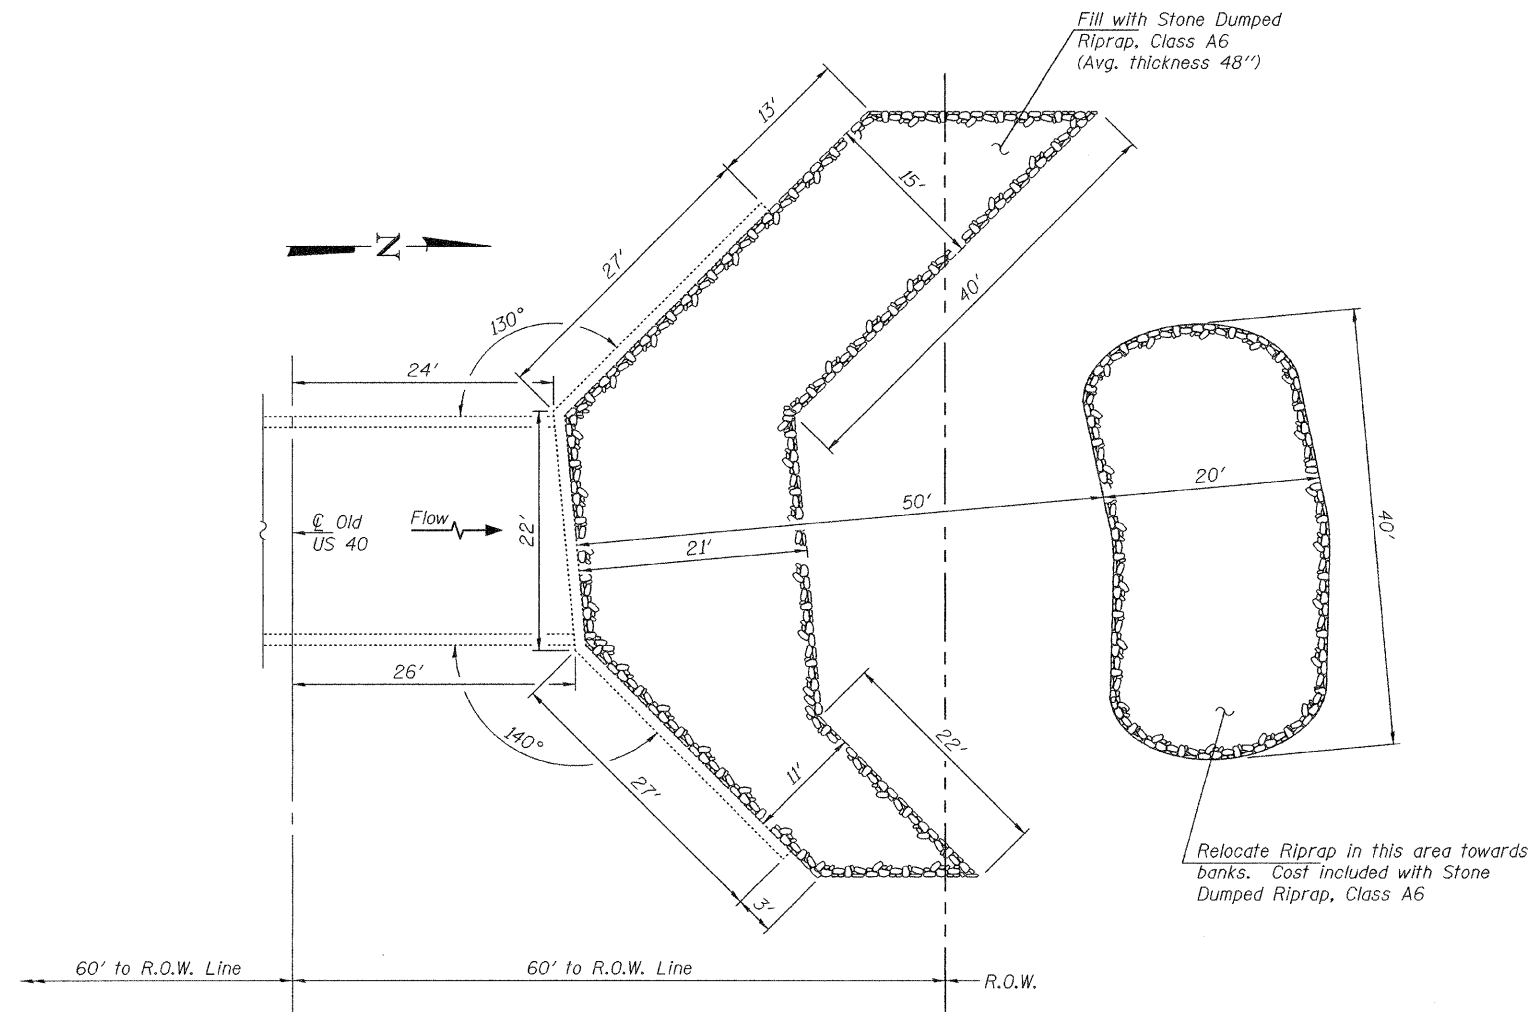 Fill with Stone Dumped
Riprap, Class A6
(Avg. thickness 48")
13'
15'
27'
40'
N
130°
24'
20'
50'
℄ Old
US 40
Flow
22'
21'
40'
26'
140°
27'
11'
22'
3'
Relocate Riprap in this area towards
banks. Cost included with Stone
Dumped Riprap, Class A6
60' to R.O.W. Line
60' to R.O.W. Line
R.O.W.